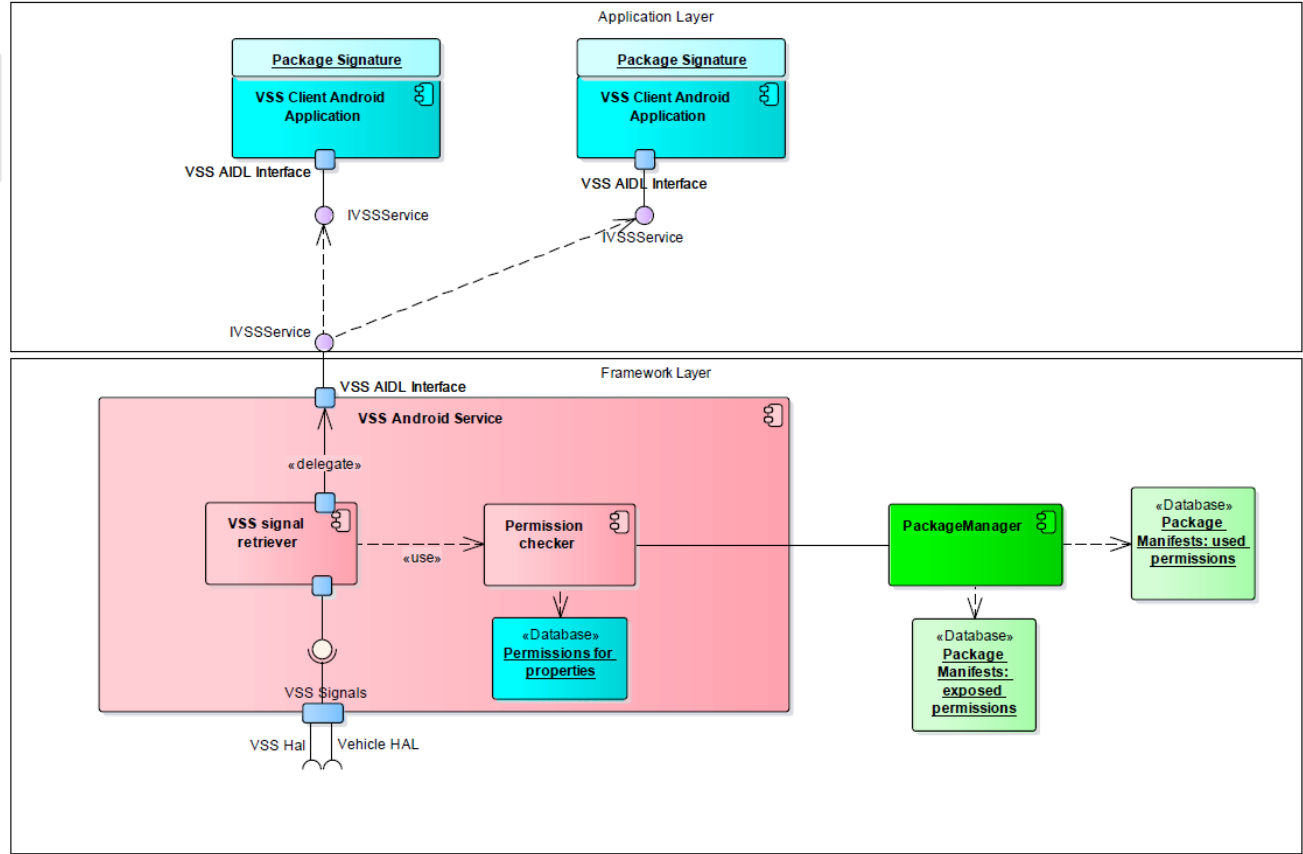 Application Layer
Package Signature
VSS Client Android
Application
VSS AIDL Interface
IVSSService
Package Signature
VSS Client Android
Application
VSS AIDL Interface
IVSSService
IVSSService
Framework Layer
VSS AIDL Interface
VSS Android Service
«delegate»
VSS signal
retriever
«use»
Permission
checker
«Database»
Permissions for
properties
VSS Signals
VSS Hal
Vehicle HAL
PackageManager
«Database»
Package
Manifests: used
permissions
«Database»
Package
Manifests:
exposed
permissions